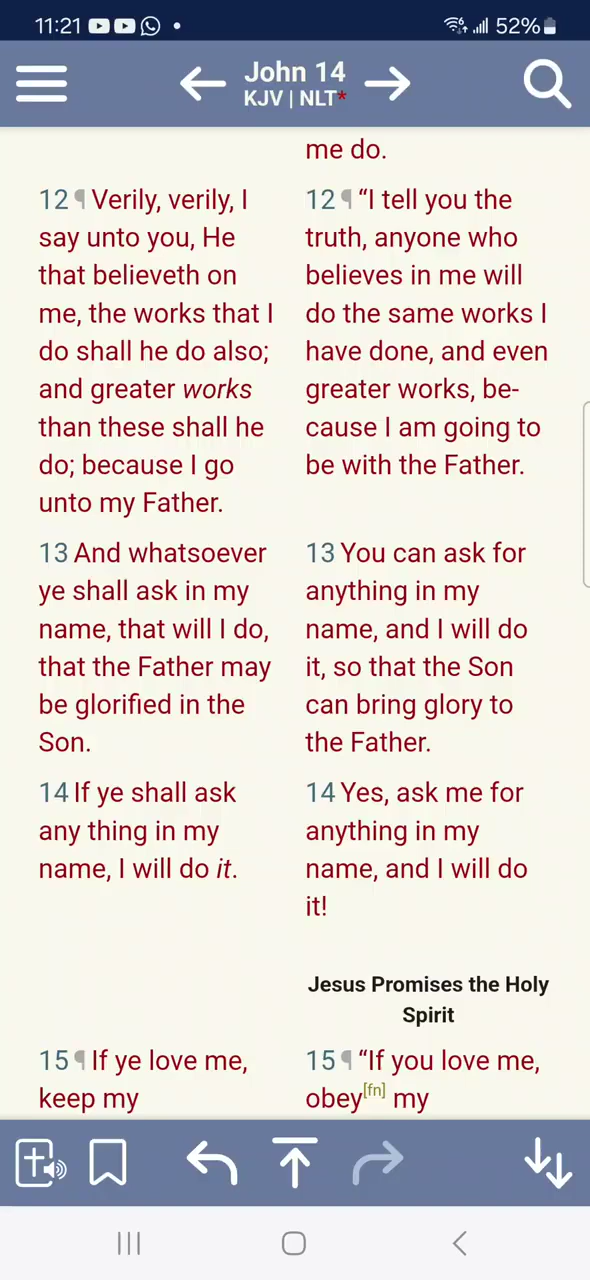 11:21
52%
John 14
KJV | NLT*
me do.
12 ¶ Verily, verily, I
say unto you, He
that believeth on
me, the works that I
do shall he do also;
and greater works
than these shall he
do; because I go
unto my Father.
12 ¶ “I tell you the
truth, anyone who
believes in me will
do the same works I
have done, and even
greater works, be-
cause I am going to
be with the Father.
13 And whatsoever
ye shall ask in my
name, that will I do,
that the Father may
be glorified in the
Son.
13 You can ask for
anything in my
name, and I will do
it, so that the Son
can bring glory to
the Father.
14 If ye shall ask
any thing in my
name, I will do it.
14 Yes, ask me for
anything in my
name, and I will do
it!
Jesus Promises the Holy
Spirit
15 ¶ If ye love me,
keep my
15 ¶ “If you love me,
obey[fn] my